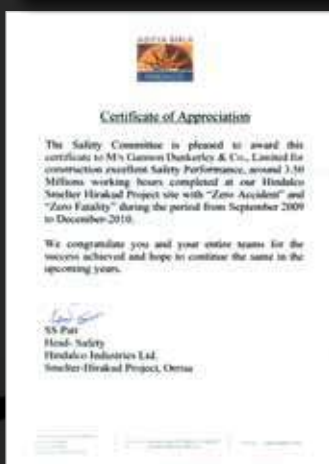 ADITYA BIRLA
Certificate of Appreciation
The Safety Committee is pleased to award this
certificate to M/s Gannon Dunkerley & Co., Limited for
construction excellent Safety Performance, around 3.50
Millions working hours completed at our Hindalco
Smelter Hirakud Project site with "Zero Accident" and
"Zero Fatality" during the period from September 2009
to December-2010.
We congratulate you and your entire teams for the
success achieved and hope to continue the same in the
upcoming years.
Head- Safety
Hindalco Industries Ltd.
Smelter-Hirakud Project, Orrisa